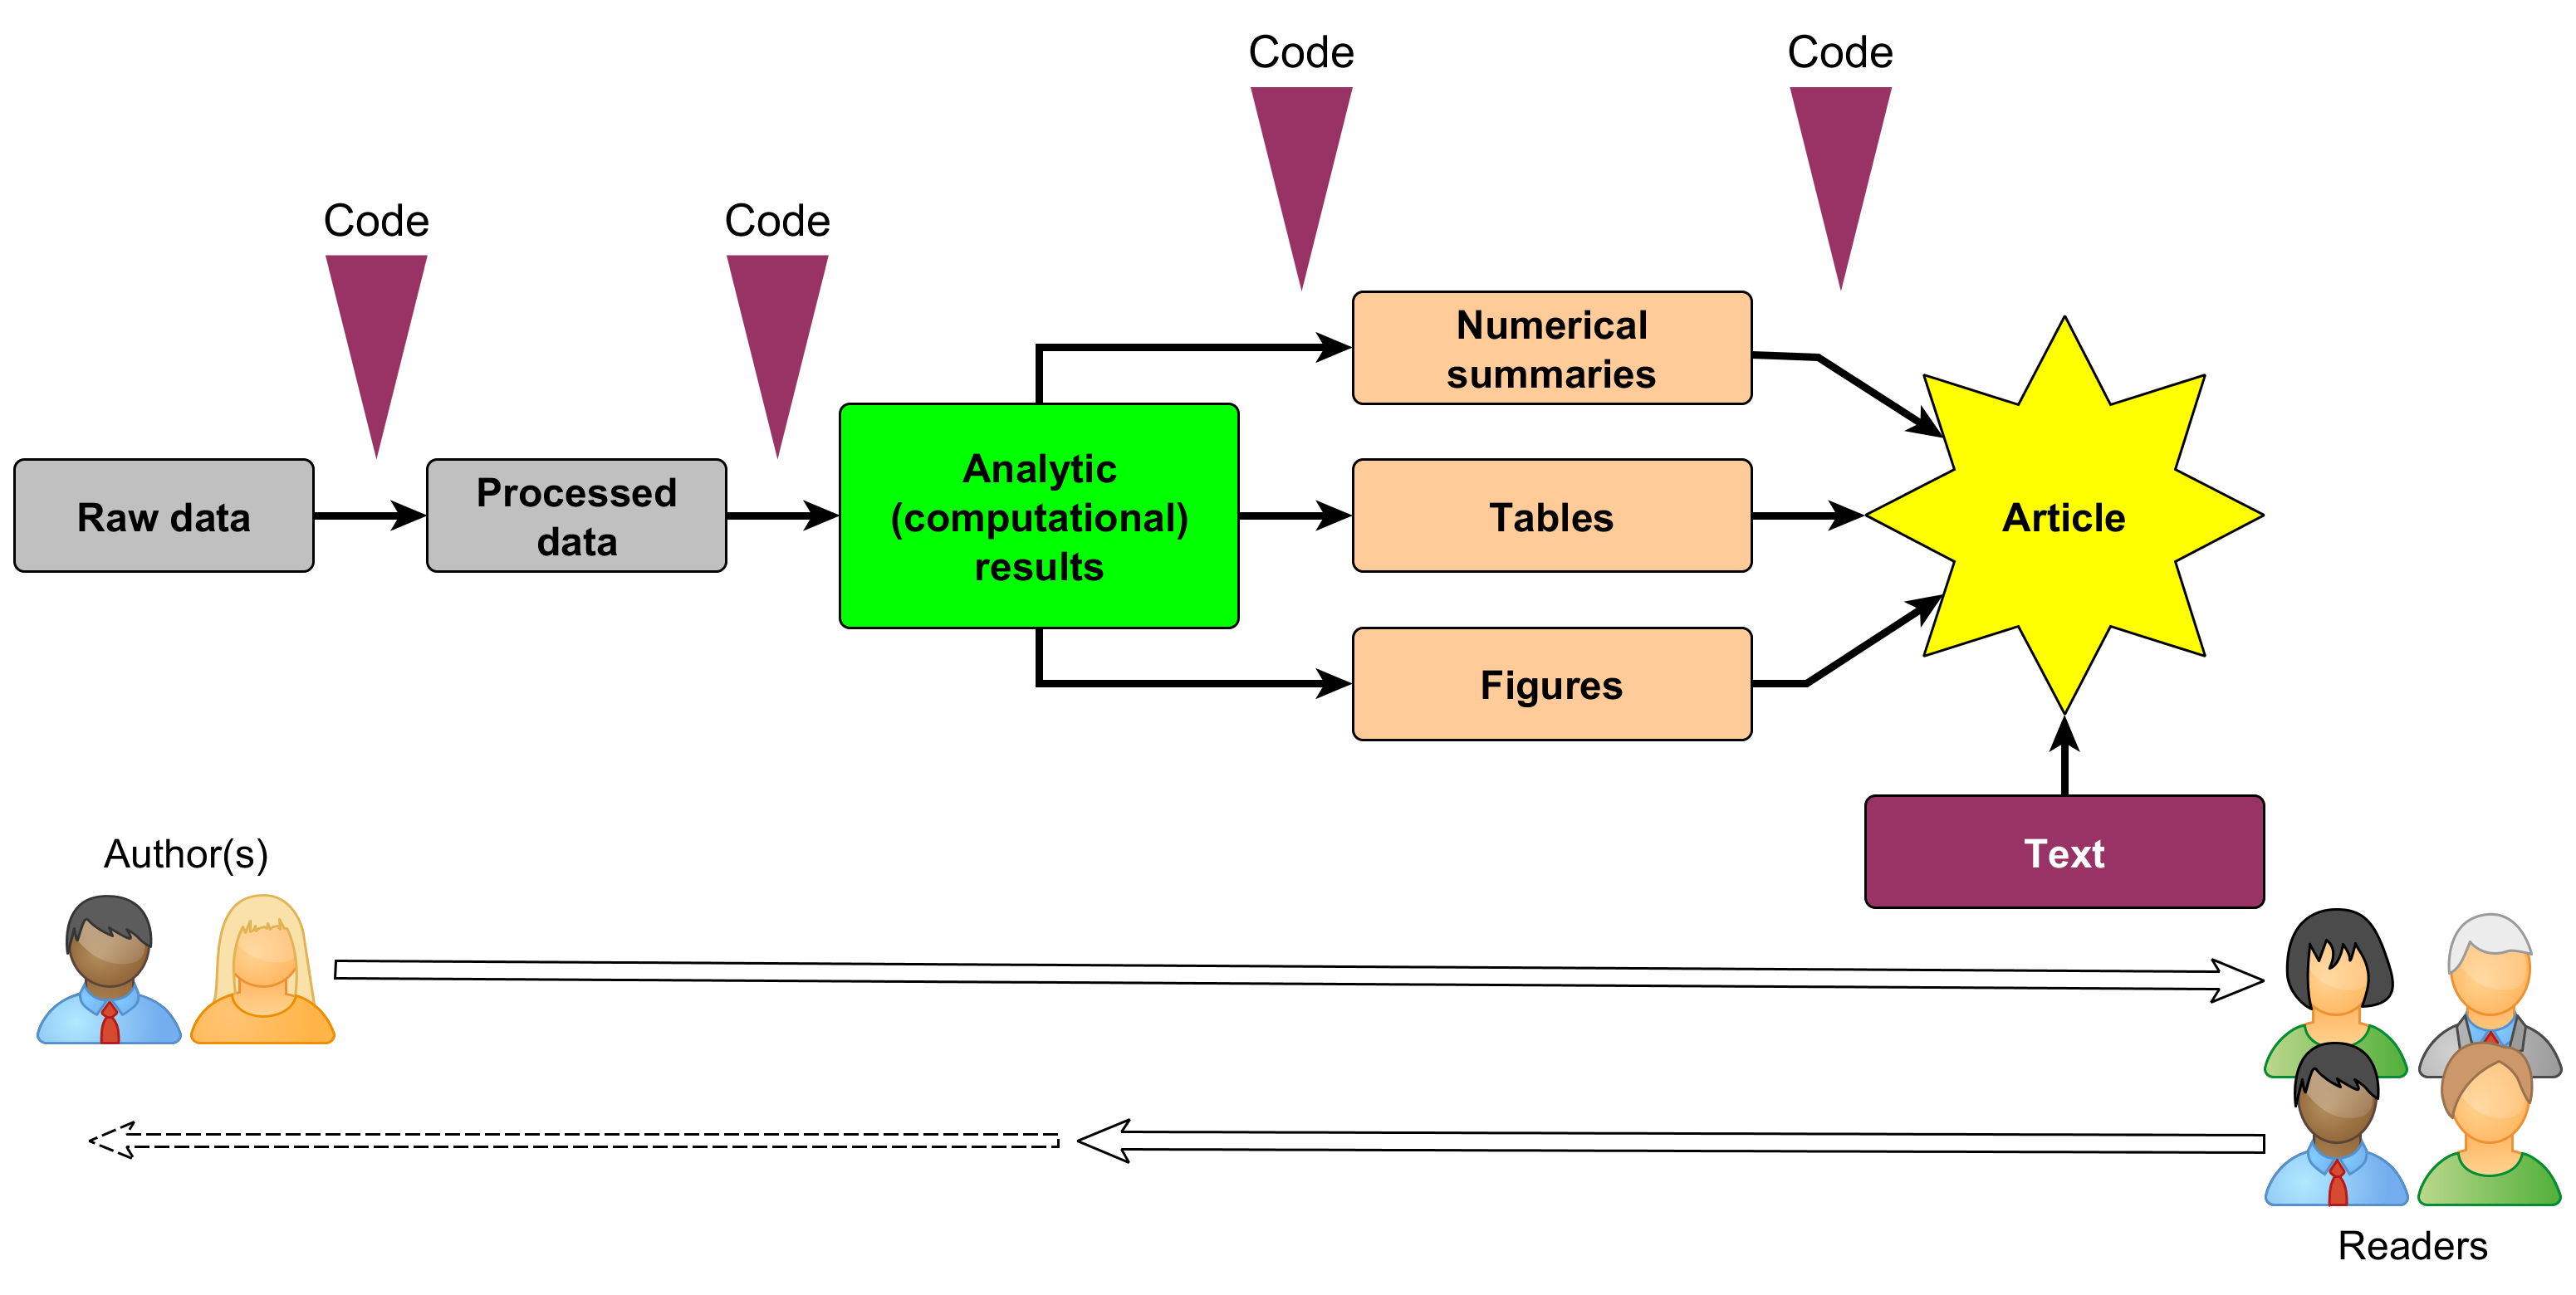 Code
Code
Code
Code
Numerical
summaries
Raw data
Processed
data
Analytic
(computational)
results
Tables
Article
Figures
Text
Author(s)
Readers